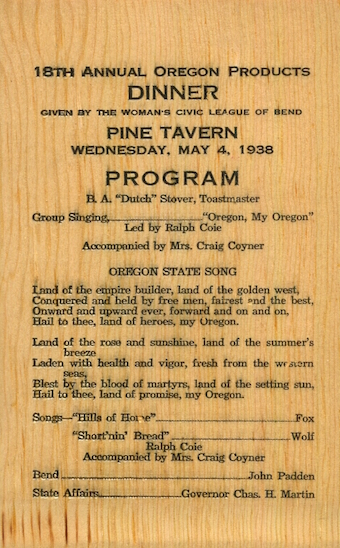 18TH ANNUAL OREGON PRODUCTS
DINNER
GIVEN BY THE WOMAN'S CIVIC LEAGUE OF BEND
PINE TAVERN
WEDNESDAY, MAY 4, 1938
PROGRAM
B. A. "Dutch" Stover, Toastmaster
Group Singing, "Oregon, My Oregon"
Led by Ralph Coie
Accompanied by Mrs. Craig Coyner
OREGON STATE SONG
Land of the empire builder, land of the golden west,
Conquered and held by free men, fairest and the best,
Onward and upward ever, forward and on and on,
Hail to thee, land of heroes, my Oregon.
Land of the rose and sunshine, land of the summer's
breeze
Laden with health and vigor, fresh from the western
seas,
Blest by the blood of martyrs, land of the setting sun,
Hail to thee, land of promise, my Oregon.
Songs—"Hills of Home" Fox
"Short'nin' Bread" Wolf
Ralph Coie
Accompanied by Mrs. Craig Coyner
Bend John Padden
State Affairs Governor Chas. H. Martin